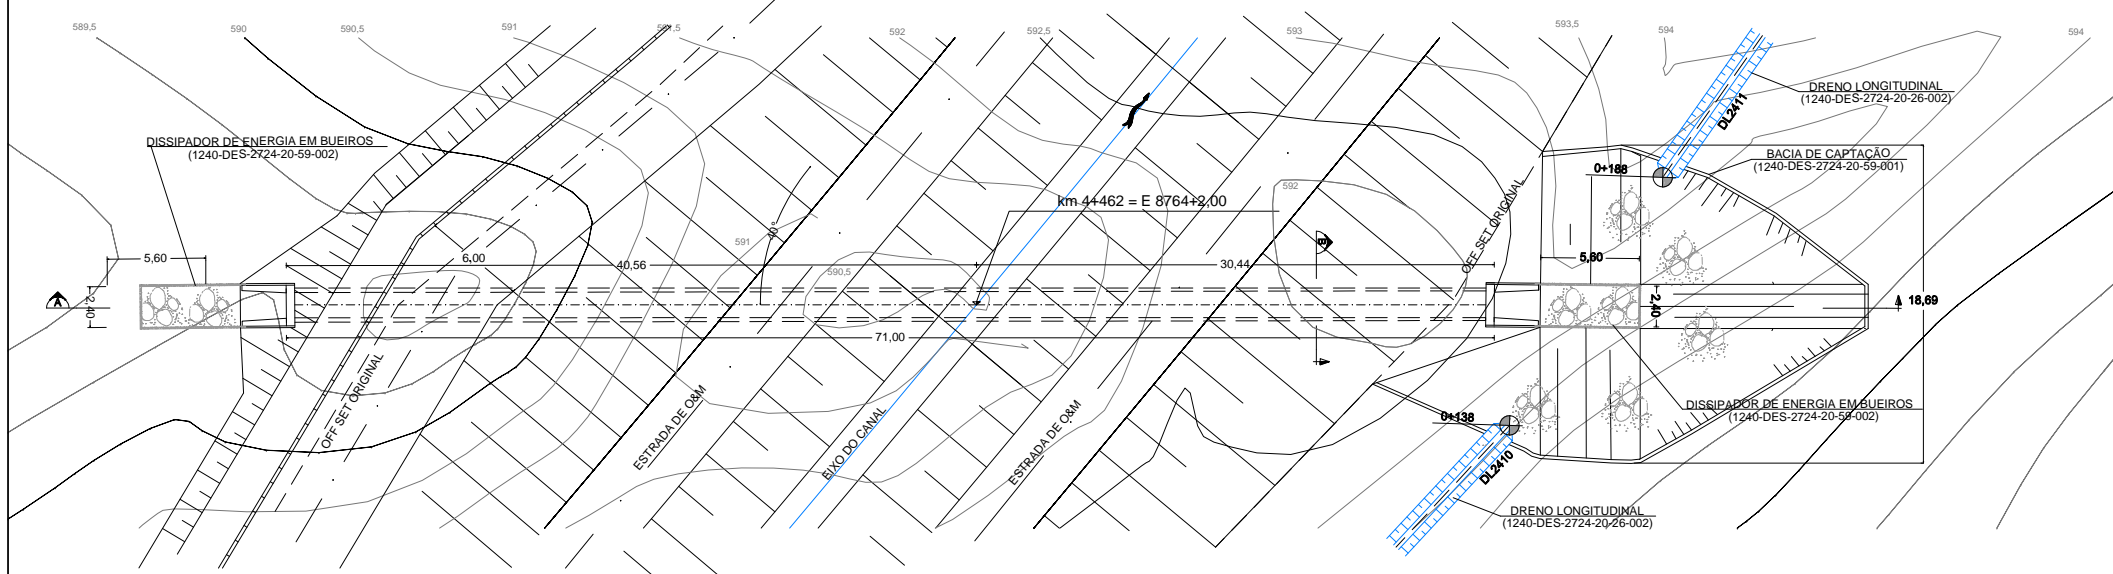 589,5
590
590,5
591
591,5
592
592,5
593
593,5
594
594
DRENO LONGITUDINAL
(1240-DES-2724-20-26-002)
DL2411
DISSIPADOR DE ENERGIA EM BUEIROS
(1240-DES-2724-20-59-002)
BACIA DE CAPTAÇÃO
(1240-DES-2724-20-59-001)
0+188
592
km 4+462 = E 8764+2,00
OFF SET ORIGINAL
40°
591
B
5,60
6,00
40,56
590,5
30,44
5,60
A
2,40
2,40
18,69
71,00
OFF SET ORIGINAL
ESTRADA DE O&M
EIXO DO CANAL
ESTRADA DE O&M
0+138
DISSIPADOR DE ENERGIA EM BUEIROS
(1240-DES-2724-20-59-002)
DL2410
DRENO LONGITUDINAL
(1240-DES-2724-20-26-002)